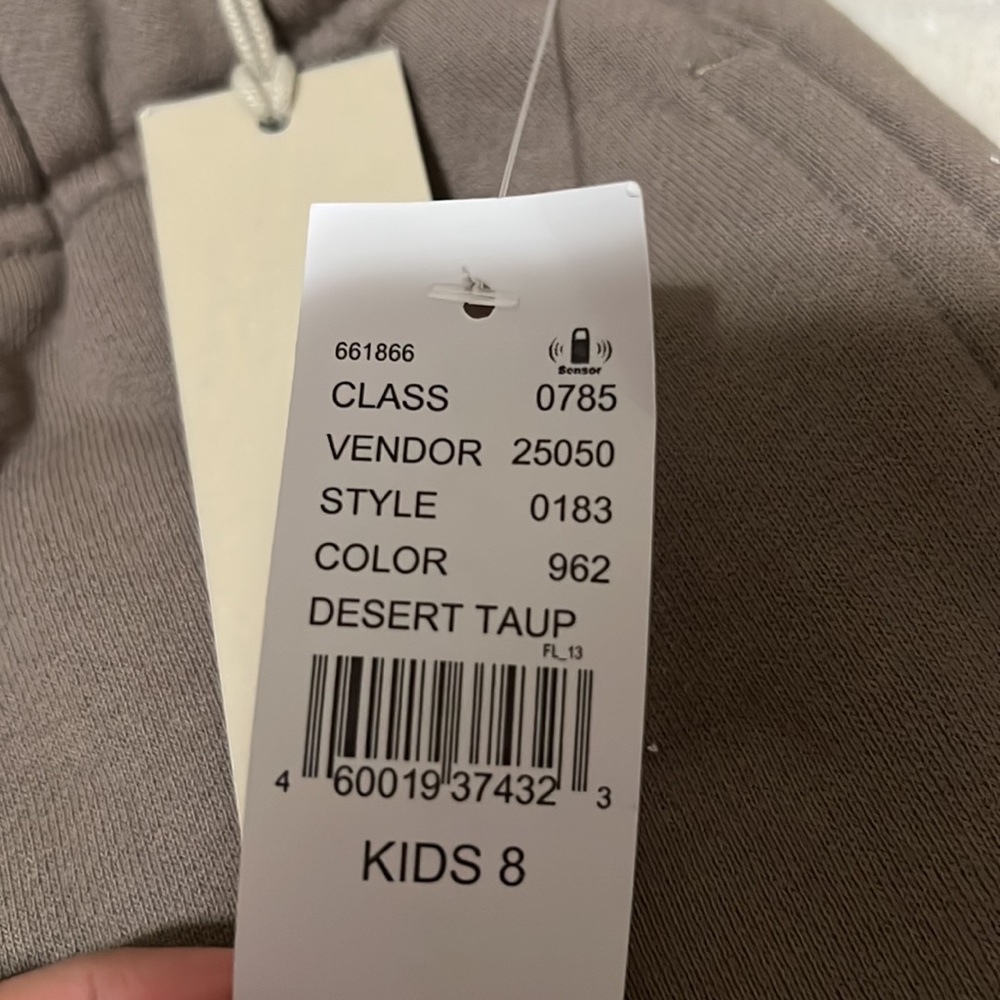 661866
Sensor
CLASS 0785
VENDOR 25050
STYLE 0183
COLOR 962
DESERT TAUP
FL_13
4 60019 37432 3
KIDS 8